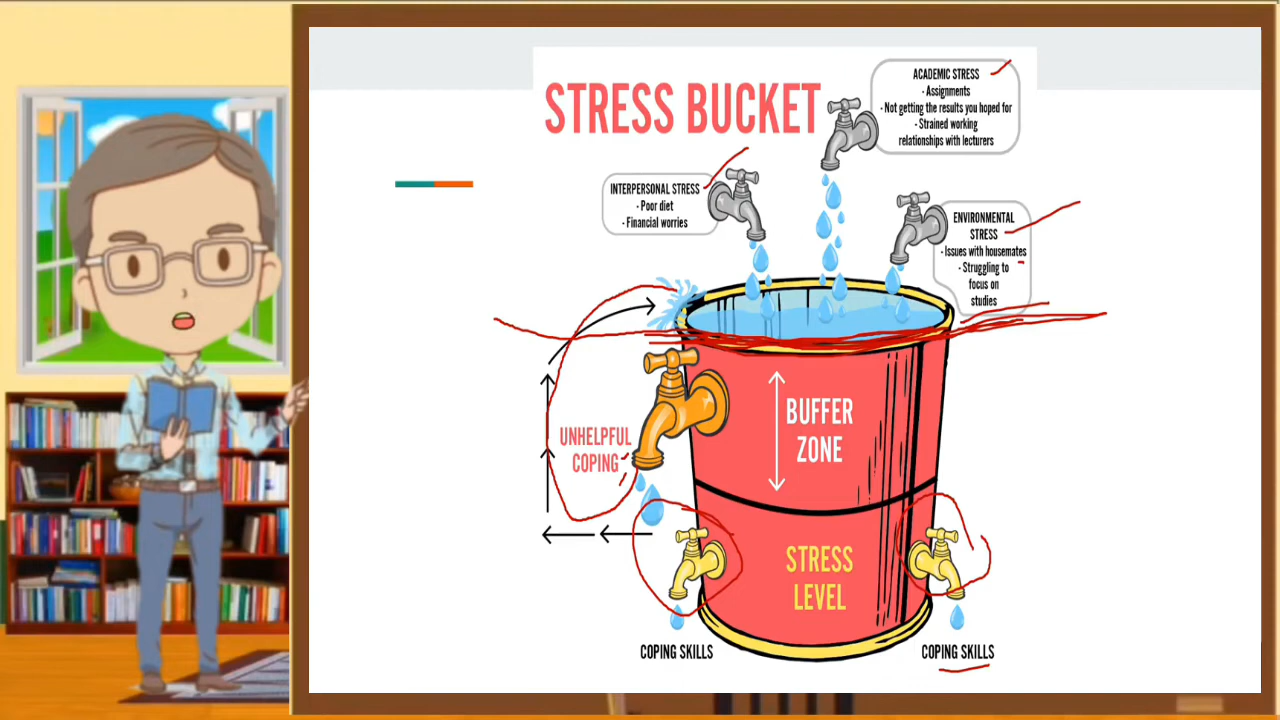 STRESS BUCKET
ACADEMIC STRESS
- Assignments
- Not getting the results you hoped for
- Strained working
relationships with lecturers
INTERPERSONAL STRESS
- Poor diet
- Financial worries
ENVIRONMENTAL
STRESS
- Issues with housemates
- Struggling to
focus on
studies
UNHELPFUL
COPING
BUFFER
ZONE
STRESS
LEVEL
COPING SKILLS
COPING SKILLS